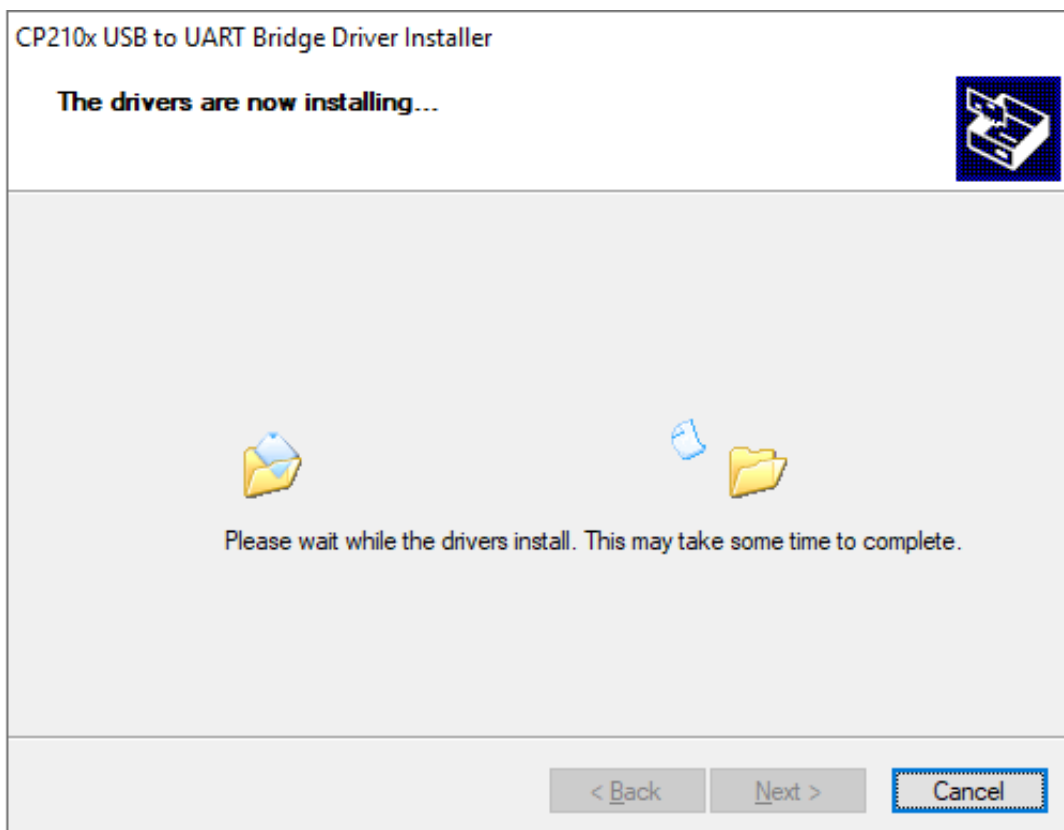 CP210x USB to UART Bridge Driver Installer
The drivers are now installing...
Please wait while the drivers install. This may take some time to complete.
< Back Next > Cancel